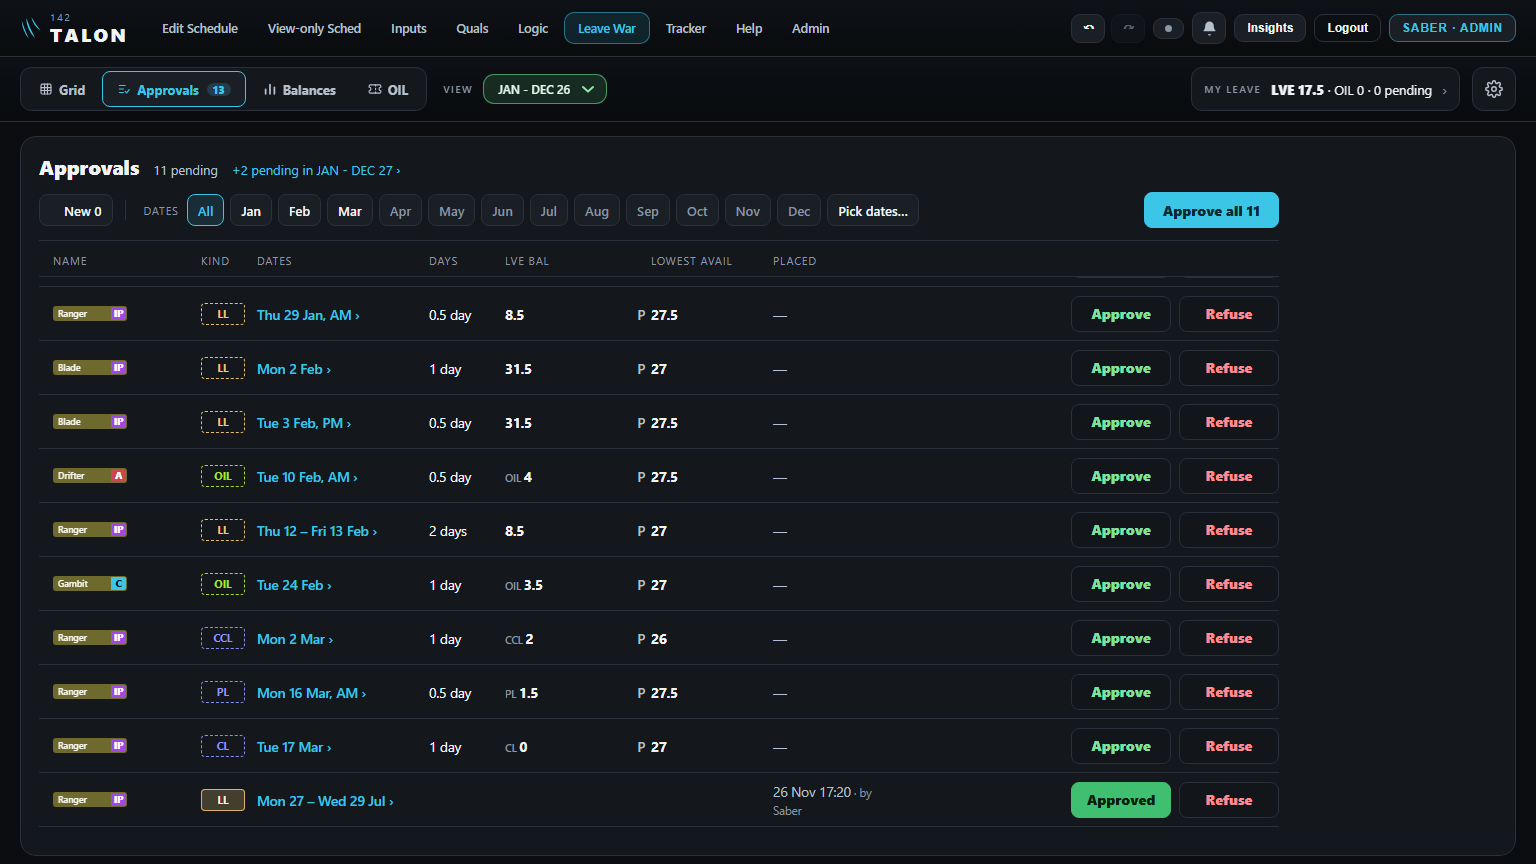 142
TALON
Edit Schedule
View-only Sched
Inputs
Quals
Logic
Leave War
Tracker
Help
Admin
Insights
Logout
SABER · ADMIN
Grid
Approvals 13
Balances
OIL
VIEW
JAN - DEC 26
MY LEAVE LVE 17.5 · OIL 0 · 0 pending ›
Approvals 11 pending +2 pending in JAN - DEC 27 ›
New 0
DATES All Jan Feb Mar Apr May Jun Jul Aug Sep Oct Nov Dec Pick dates...
Approve all 11
NAME KIND DATES DAYS LVE BAL LOWEST AVAIL PLACED
Ranger IP LL Thu 29 Jan, AM › 0.5 day 8.5 P 27.5 — Approve Refuse
Blade IP LL Mon 2 Feb › 1 day 31.5 P 27 — Approve Refuse
Blade IP LL Tue 3 Feb, PM › 0.5 day 31.5 P 27.5 — Approve Refuse
Drifter A OIL Tue 10 Feb, AM › 0.5 day OIL 4 P 27.5 — Approve Refuse
Ranger IP LL Thu 12 – Fri 13 Feb › 2 days 8.5 P 27 — Approve Refuse
Gambit C OIL Tue 24 Feb › 1 day OIL 3.5 P 27 — Approve Refuse
Ranger IP CCL Mon 2 Mar › 1 day CCL 2 P 26 — Approve Refuse
Ranger IP PL Mon 16 Mar, AM › 0.5 day PL 1.5 P 27.5 — Approve Refuse
Ranger IP CL Tue 17 Mar › 1 day CL 0 P 27 — Approve Refuse
Ranger IP LL Mon 27 – Wed 29 Jul › 26 Nov 17:20 · by Approved Refuse
Saber